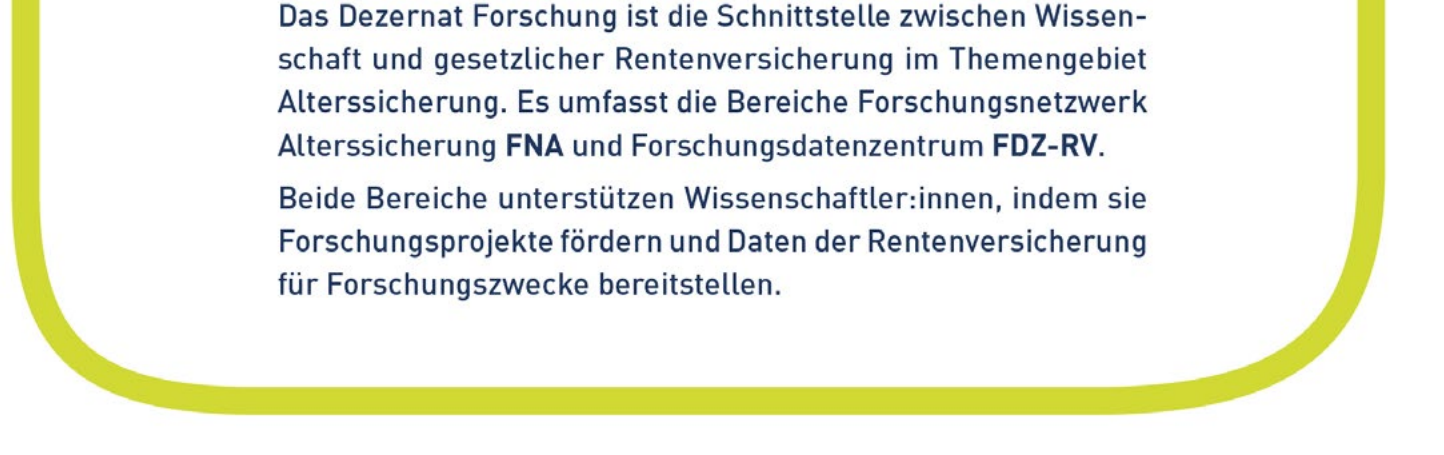 Das Dezernat Forschung ist die Schnittstelle zwischen Wissen-
schaft und gesetzlicher Rentenversicherung im Themengebiet
Alterssicherung. Es umfasst die Bereiche Forschungsnetzwerk
Alterssicherung FNA und Forschungsdatenzentrum FDZ-RV.
Beide Bereiche unterstützen Wissenschaftler:innen, indem sie
Forschungsprojekte fördern und Daten der Rentenversicherung
für Forschungszwecke bereitstellen.